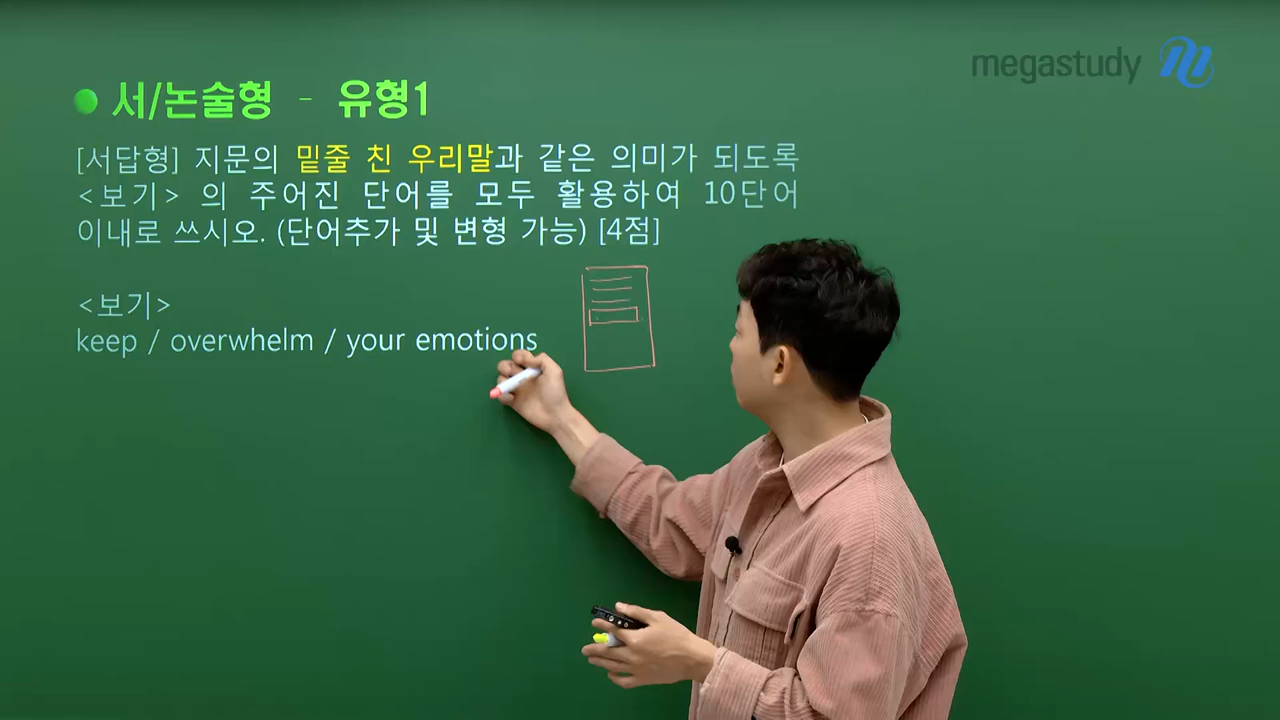 megastudy
서/논술형 - 유형1
[서답형] 지문의 밑줄 친 우리말과 같은 의미가 되도록
<보기> 의 주어진 단어를 모두 활용하여 10단어
이내로 쓰시오. (단어추가 및 변형 가능) [4점]
<보기>
keep / overwhelm / your emotions